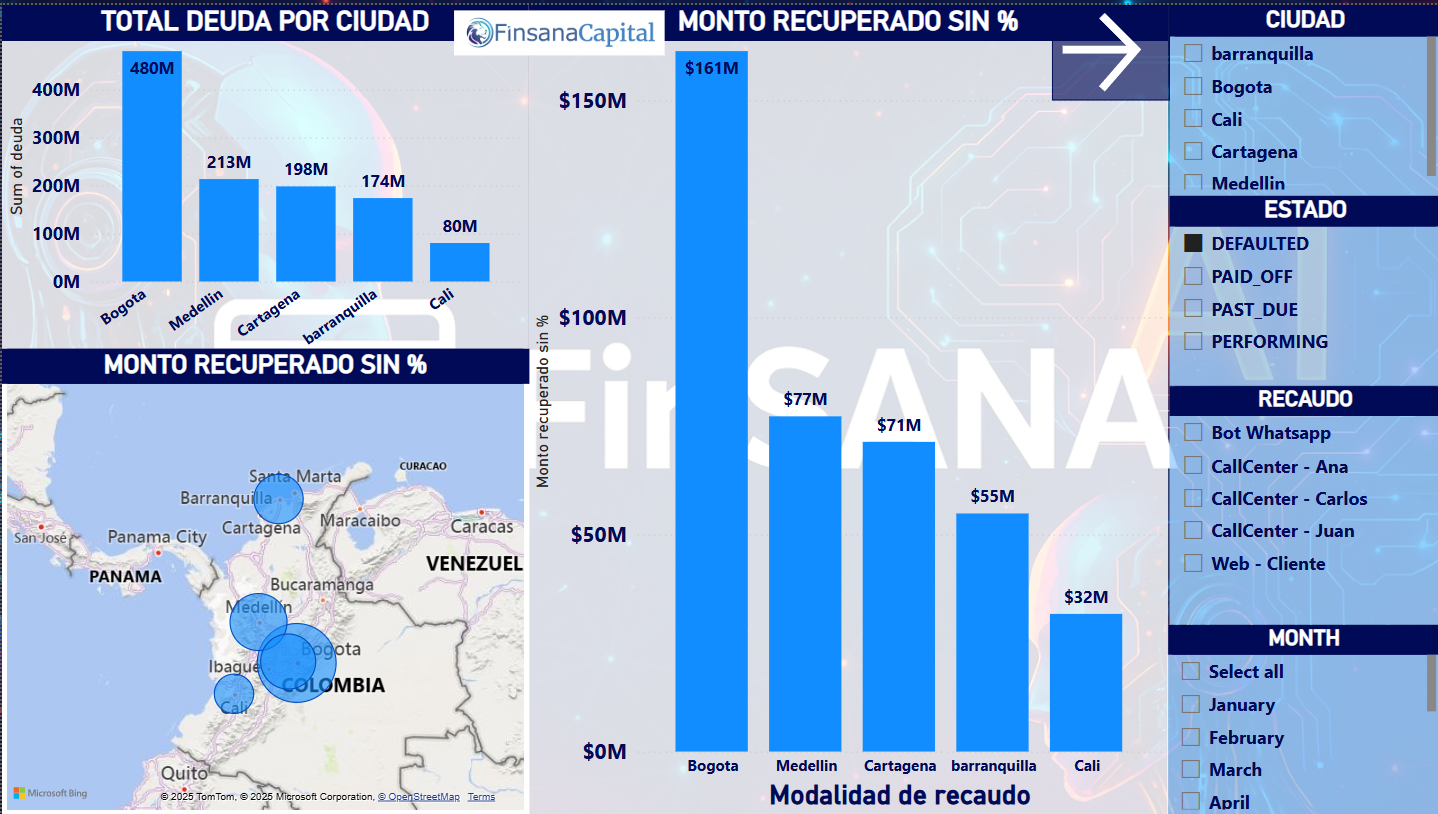 TOTAL DEUDA POR CIUDAD
FinsanaCapital
MONTO RECUPERADO SIN %
CIUDAD
barranquilla
Bogota
Cali
Cartagena
Medellin
ESTADO
DEFAULTED
PAID_OFF
PAST_DUE
PERFORMING
RECAUDO
Bot Whatsapp
CallCenter - Ana
CallCenter - Carlos
CallCenter - Juan
Web - Cliente
MONTH
Select all
January
February
March
April
Sum of deuda
400M
300M
200M
100M
0M
480M
213M
198M
174M
80M
Bogota
Medellin
Cartagena
barranquilla
Cali
MONTO RECUPERADO SIN %
Santa Marta
CURACAO
Barranquilla
Cartagena
Maracaibo
Caracas
San José
Panama City
PANAMA
VENEZUEL
Bucaramanga
Medellín
Bogota
Ibague
COLOMBIA
Cali
Quito
Microsoft Bing
© 2025 TomTom, © 2025 Microsoft Corporation, © OpenStreetMap Terms
Monto recuperado sin %
$150M
$100M
$50M
$0M
$161M
$77M
$71M
$55M
$32M
Bogota
Medellin
Cartagena
barranquilla
Cali
Modalidad de recaudo
FinSANA
AI